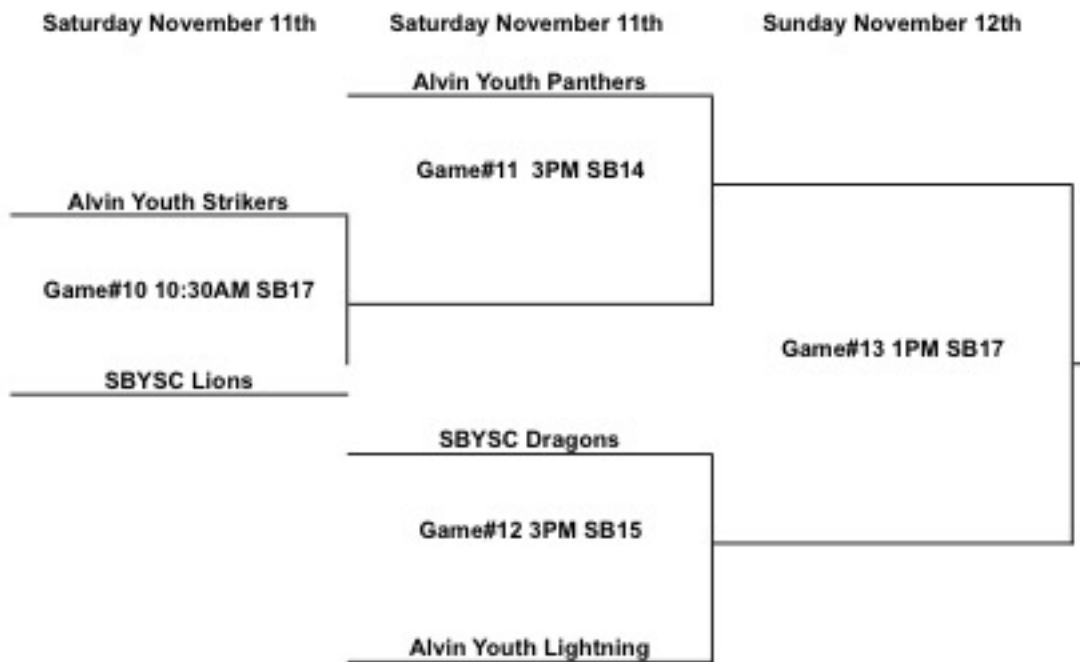 Saturday November 11th
Saturday November 11th
Sunday November 12th
Alvin Youth Panthers
Game#11 3PM SB14
Alvin Youth Strikers
Game#10 10:30AM SB17
Game#13 1PM SB17
SBYSC Lions
SBYSC Dragons
Game#12 3PM SB15
Alvin Youth Lightning